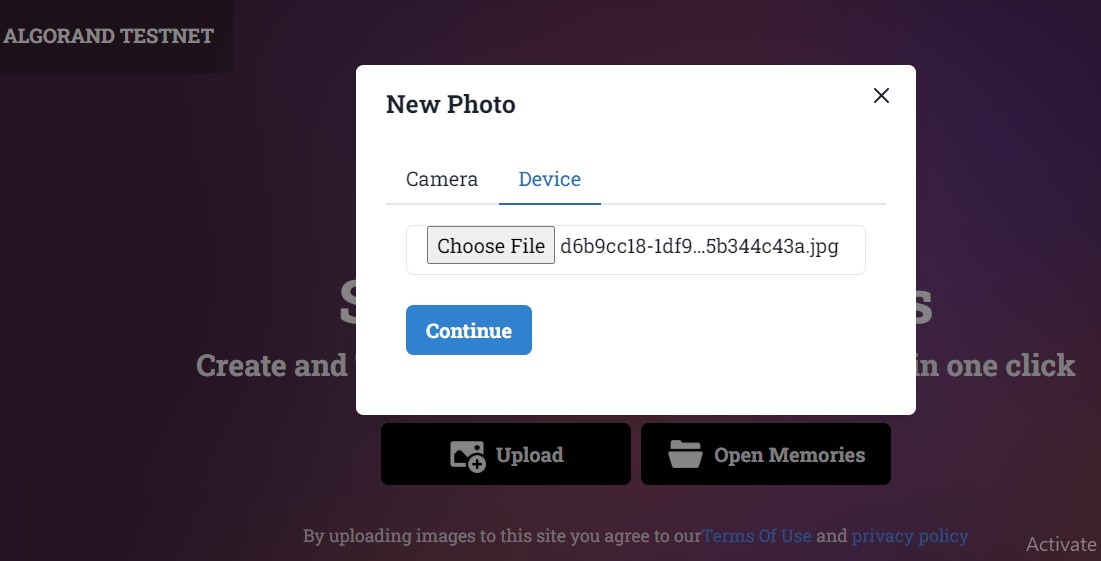 ALGORAND TESTNET
New Photo
Camera Device
Choose File d6b9cc18-1df9...5b344c43a.jpg
Continue
Create and in one click
Upload Open Memories
By uploading images to this site you agree to ourTerms Of Use and privacy policy
Activate